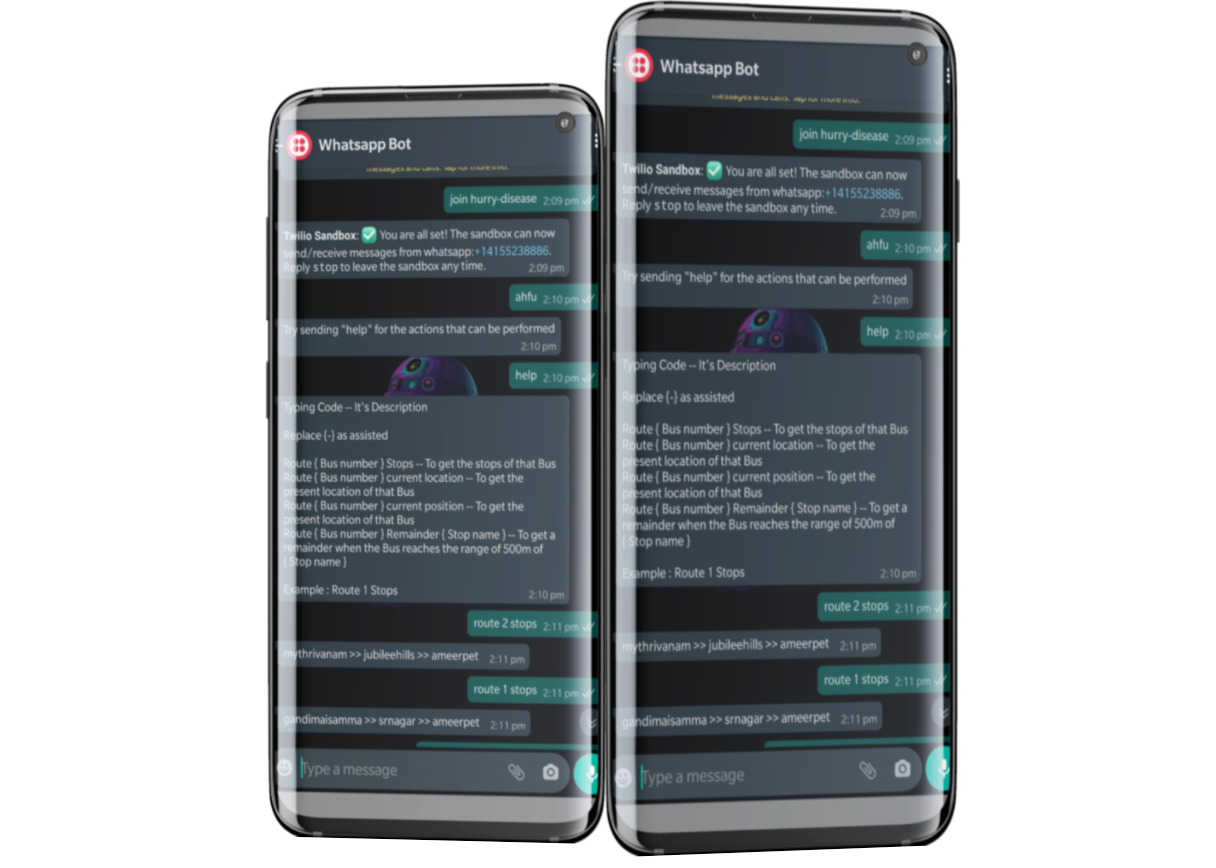 Whatsapp Bot
messages and calls. Tap for more info.
join hurry-disease 2:09 pm
Twilio Sandbox: ✅ You are all set! The sandbox can now
send/receive messages from whatsapp:+14155238886.
Reply stop to leave the sandbox any time. 2:09 pm
ahfu 2:10 pm
Try sending "help" for the actions that can be performed
2:10 pm
help 2:10 pm
Typing Code -- It's Description
Replace {-} as assisted
Route { Bus number } Stops -- To get the stops of that Bus
Route { Bus number } current location -- To get the
present location of that Bus
Route { Bus number } current position -- To get the
present location of that Bus
Route { Bus number } Remainder { Stop name } -- To get a
remainder when the Bus reaches the range of 500m of
{ Stop name }
Example : Route 1 Stops 2:10 pm
route 2 stops 2:11 pm
mythrivanam >> jubileehills >> ameerpet 2:11 pm
route 1 stops 2:11 pm
gandimaisamma >> srnagar >> ameerpet 2:11 pm
Type a message
Whatsapp Bot
messages and calls. Tap for more info.
join hurry-disease 2:09 pm
Twilio Sandbox: ✅ You are all set! The sandbox can now
send/receive messages from whatsapp:+14155238886.
Reply stop to leave the sandbox any time. 2:09 pm
ahfu 2:10 pm
Try sending "help" for the actions that can be performed
2:10 pm
help 2:10 pm
Typing Code -- It's Description
Replace {-} as assisted
Route { Bus number } Stops -- To get the stops of that Bus
Route { Bus number } current location -- To get the
present location of that Bus
Route { Bus number } current position -- To get the
present location of that Bus
Route { Bus number } Remainder { Stop name } -- To get a
remainder when the Bus reaches the range of 500m of
{ Stop name }
Example : Route 1 Stops 2:10 pm
route 2 stops 2:11 pm
mythrivanam >> jubileehills >> ameerpet 2:11 pm
route 1 stops 2:11 pm
gandimaisamma >> srnagar >> ameerpet 2:11 pm
Type a message